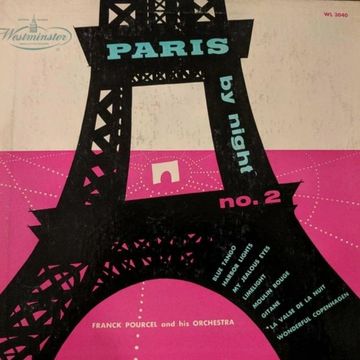 Westminster
WL 3040
PARIS
by night
no. 2
BLUE TANGO
HARBOR LIGHTS
MY JEALOUS EYES
LIMELIGHT
MOULIN ROUGE
GITANE
*LA VALSE DE LA NUIT
WONDERFUL COPENHAGEN
FRANCK POURCEL and his ORCHESTRA